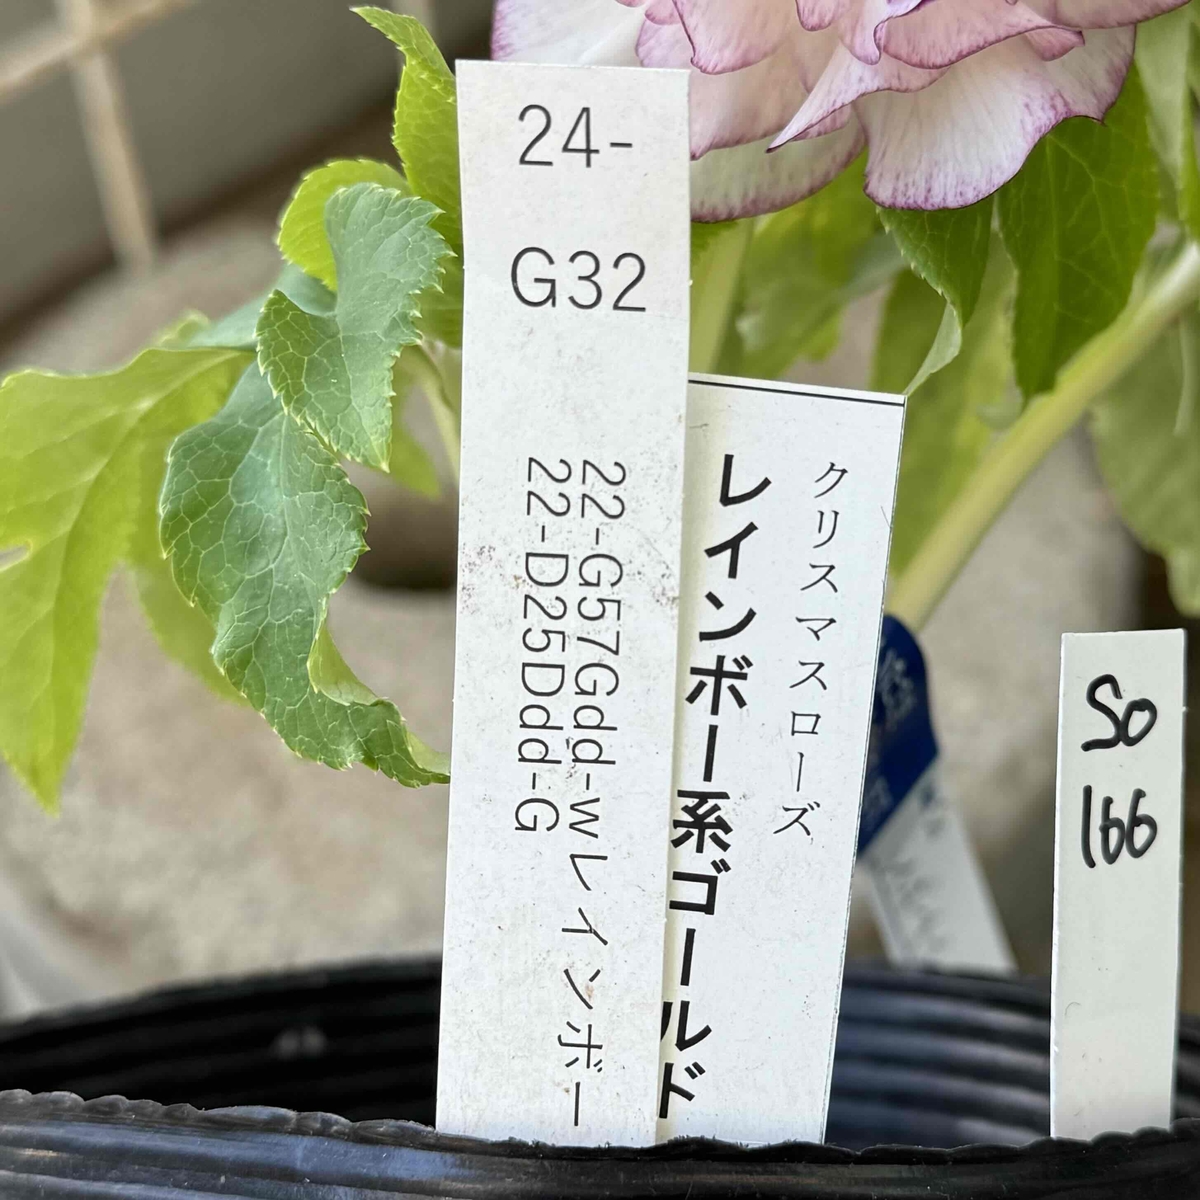 24-
G32
22-G57Gdd-wレインボー
22-D25Ddd-G
クリスマスローズ
レインボー系ゴールド
So
166